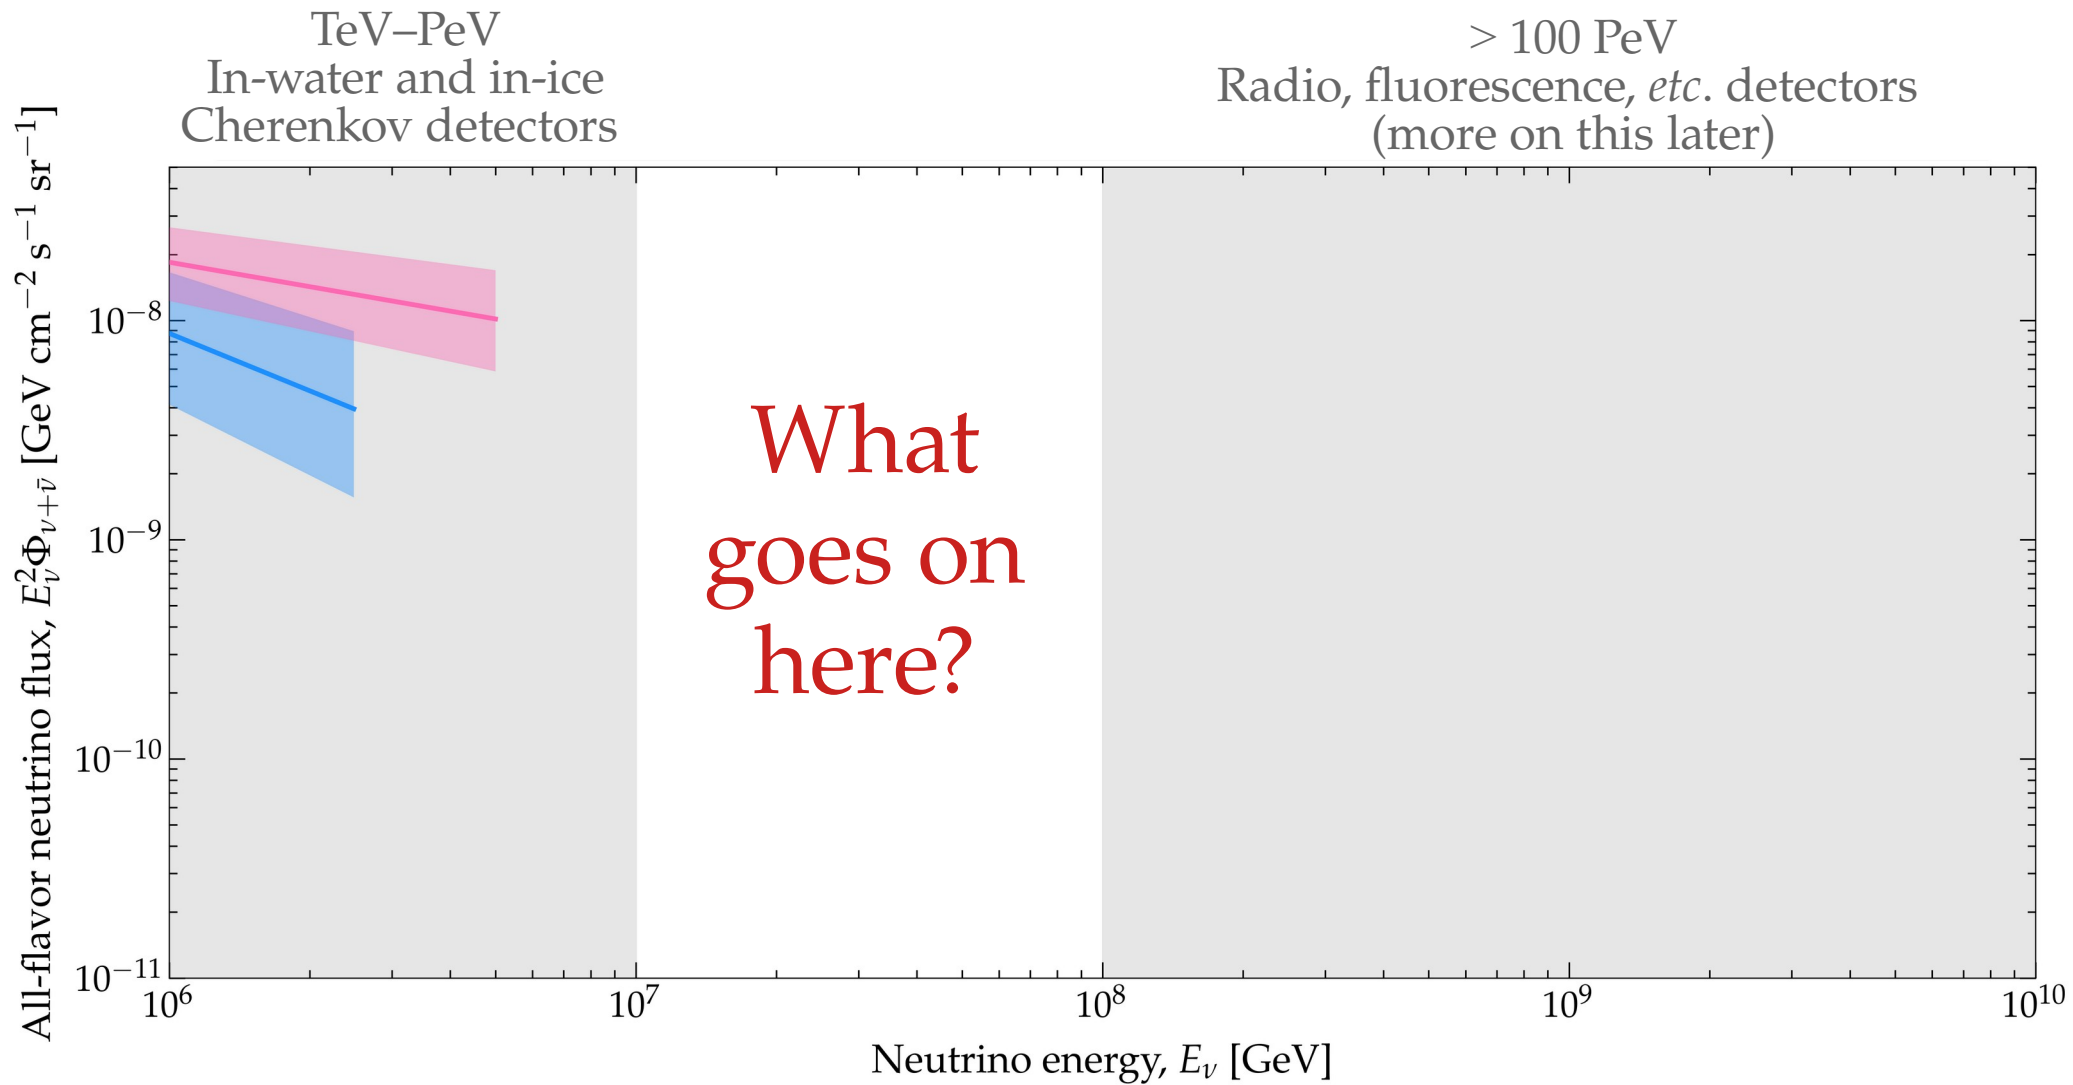 TeV–PeV
In-water and in-ice
Cherenkov detectors
> 100 PeV
Radio, fluorescence, etc. detectors
(more on this later)
All-flavor neutrino flux, E_ν^2Φ_{ν+ν̄} [GeV cm^{−2} s^{−1} sr^{−1}]
10^{−8}
10^{−9}
10^{−10}
10^{−11}
What
goes on
here?
10^6
10^7
10^8
10^9
10^{10}
Neutrino energy, E_ν [GeV]